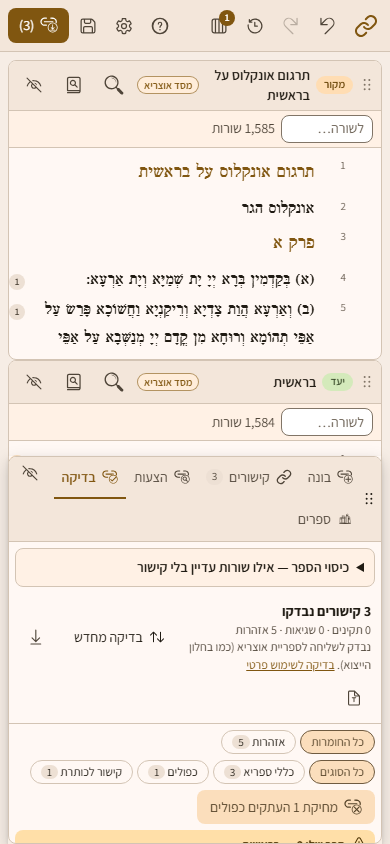 (3)
1
מקור
תרגום אונקלוס על בראשית
מסד אוצריא
לשורה...
1,585 שורות
1 תרגום אונקלוס על בראשית
2 אונקלוס הגר
3 פרק א
4 (א) בְּקַדְמִין בְּרָא יְיָ יָת שְׁמַיָּא וְיָת אַרְעָא: 1
5 (ב) וְאַרְעָא הֲוַת צָדְיָא וְרֵיקָנְיָא וַחֲשׁוֹכָא פְּרַשׂ עַל 1
אַפֵּי תְהוֹמָא וְרוּחָא מִן קֳדָם יְיָ מְנַשְּׁבָא עַל אַפֵּי
יעד
בראשית
מסד אוצריא
לשורה...
1,584 שורות
בונה
קישורים 3
הצעות
בדיקה
ספרים
כיסוי הספר — אילו שורות עדיין בלי קישור
3 קישורים נבדקו
0 תקינים · 0 שגיאות · 5 אזהרות
נבדק לשליחה לספריית אוצריא (כמו בחלון
הייצוא). בדיקה לשימוש פרטי
בדיקה מחדש
כל החומרות
אזהרות 5
כל הסוגים
כללי ספריא 3
כפולים 1
קישור לכותרת 1
מחיקת 1 העתקים כפולים